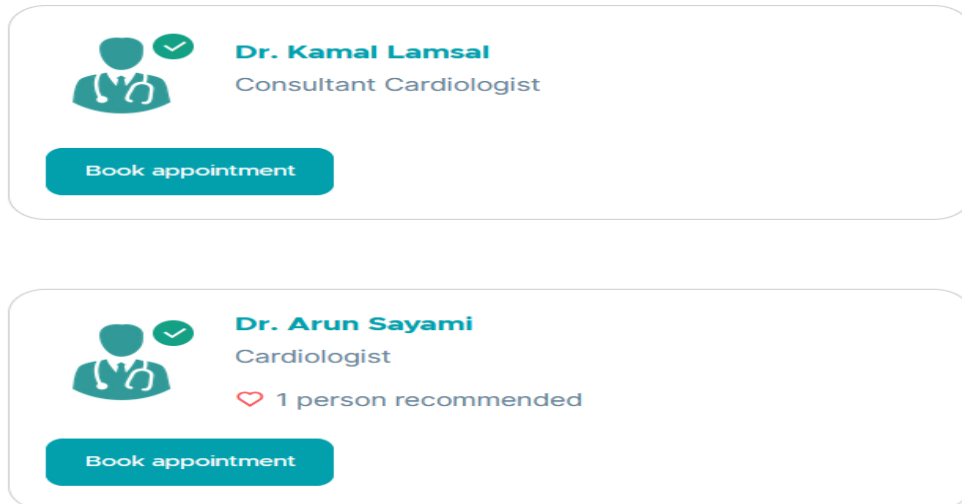 Dr. Kamal Lamsal
Consultant Cardiologist
Book appointment
Dr. Arun Sayami
Cardiologist
1 person recommended
Book appointment